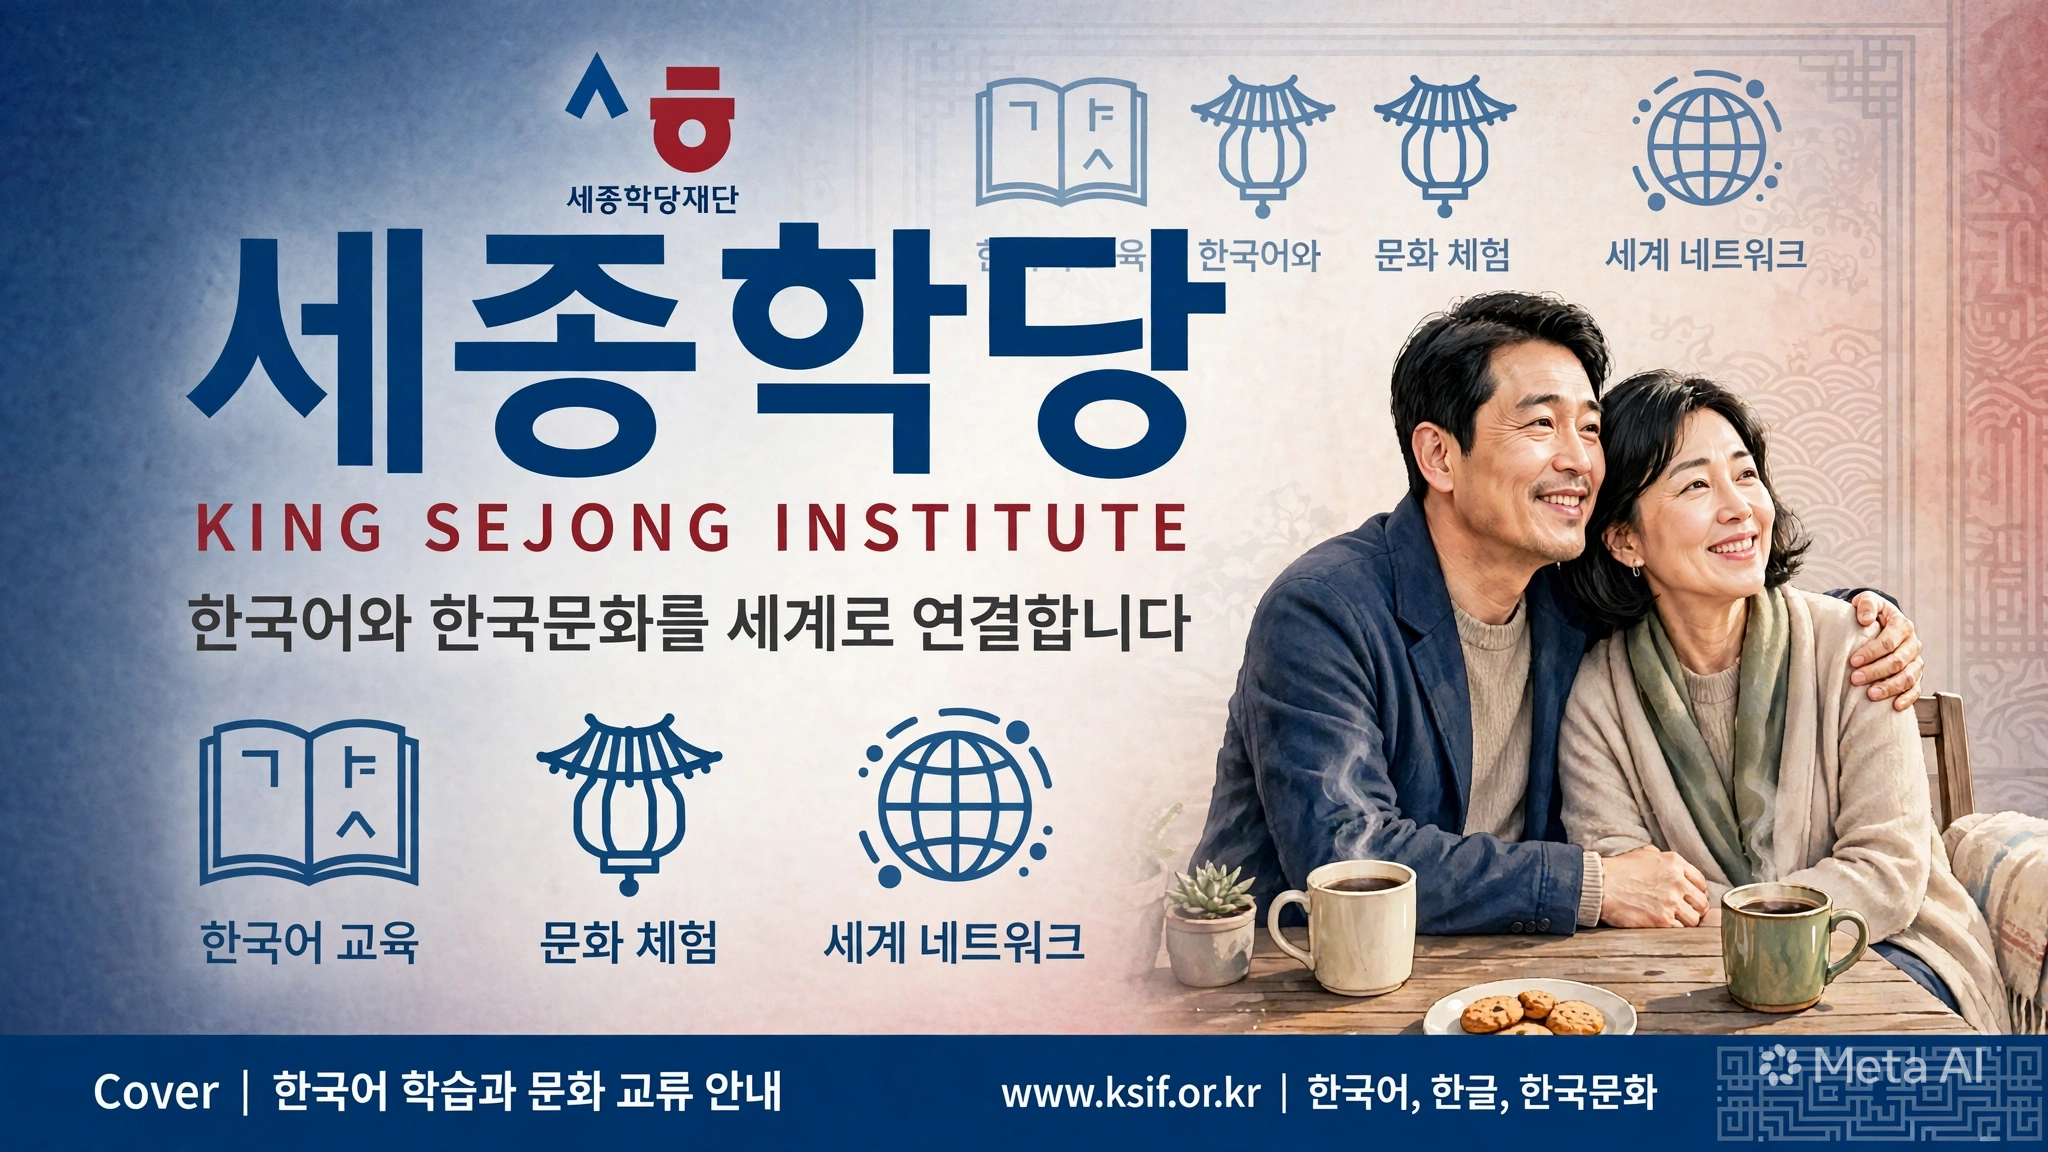 세종학당재단
한국어와
문화 체험
세계 네트워크
세종학당
KING SEJONG INSTITUTE
한국어와 한국문화를 세계로 연결합니다
ㄱ ㅑ ㅅ
한국어 교육
문화 체험
세계 네트워크
Cover | 한국어 학습과 문화 교류 안내
www.ksif.or.kr | 한국어, 한글, 한국문화
Meta AI